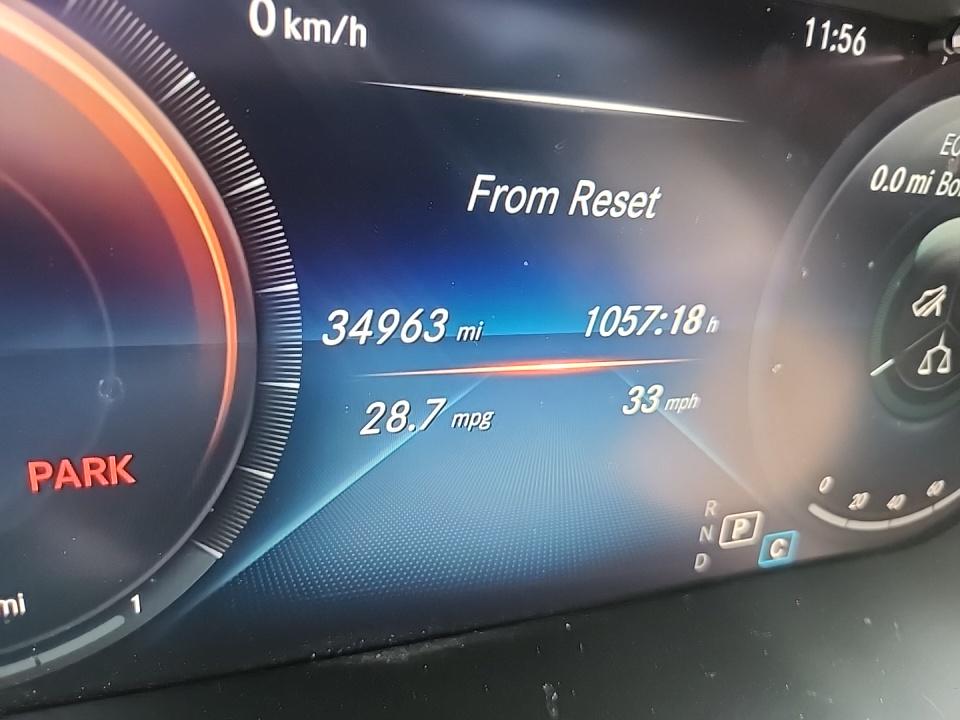 0 km/h
11:56
From Reset
0.0 mi
34963 mi
1057:18 h
28.7 mpg
33 mph
PARK
0 20 40 60
R
N P
D C
mi
1